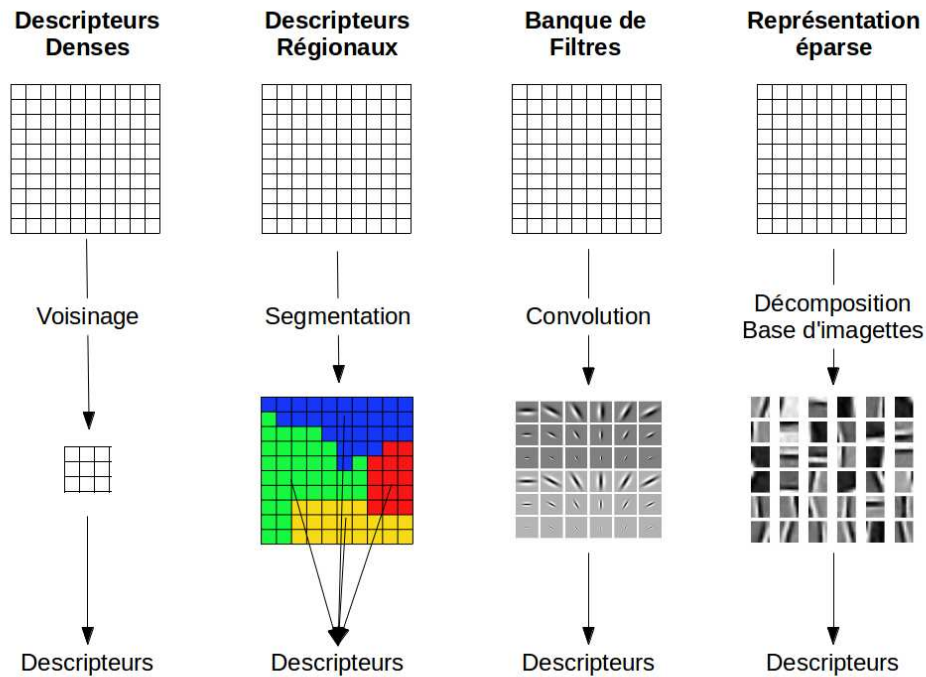 Descripteurs
Denses
Descripteurs
Régionaux
Banque de
Filtres
Représentation
éparse
Voisinage
Segmentation
Convolution
Décomposition
Base d'imagettes
Descripteurs
Descripteurs
Descripteurs
Descripteurs